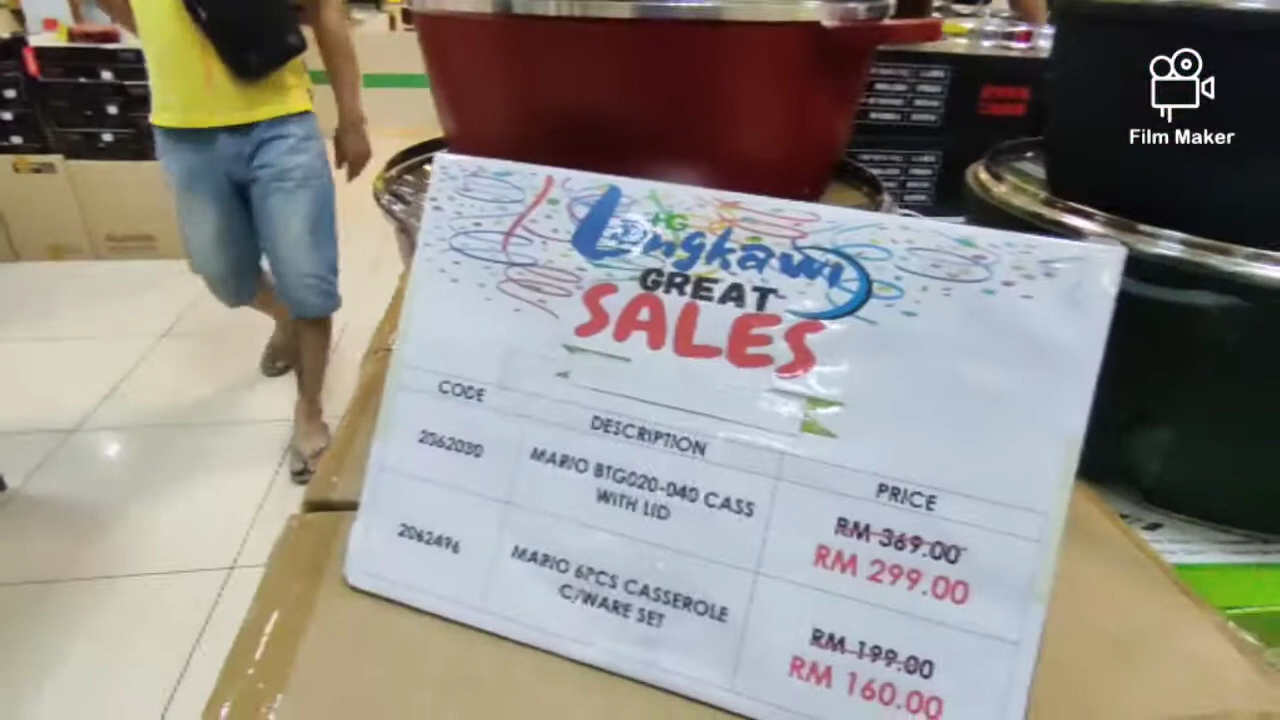 Film Maker
HG
Langkawi
GREAT
SALES
CODE DESCRIPTION PRICE
2062030 MARIO BTG020-040 CASS WITH LID RM 369.00 RM 299.00
2062496 MARIO 6PCS CASSEROLE C/WARE SET RM 199.00 RM 160.00